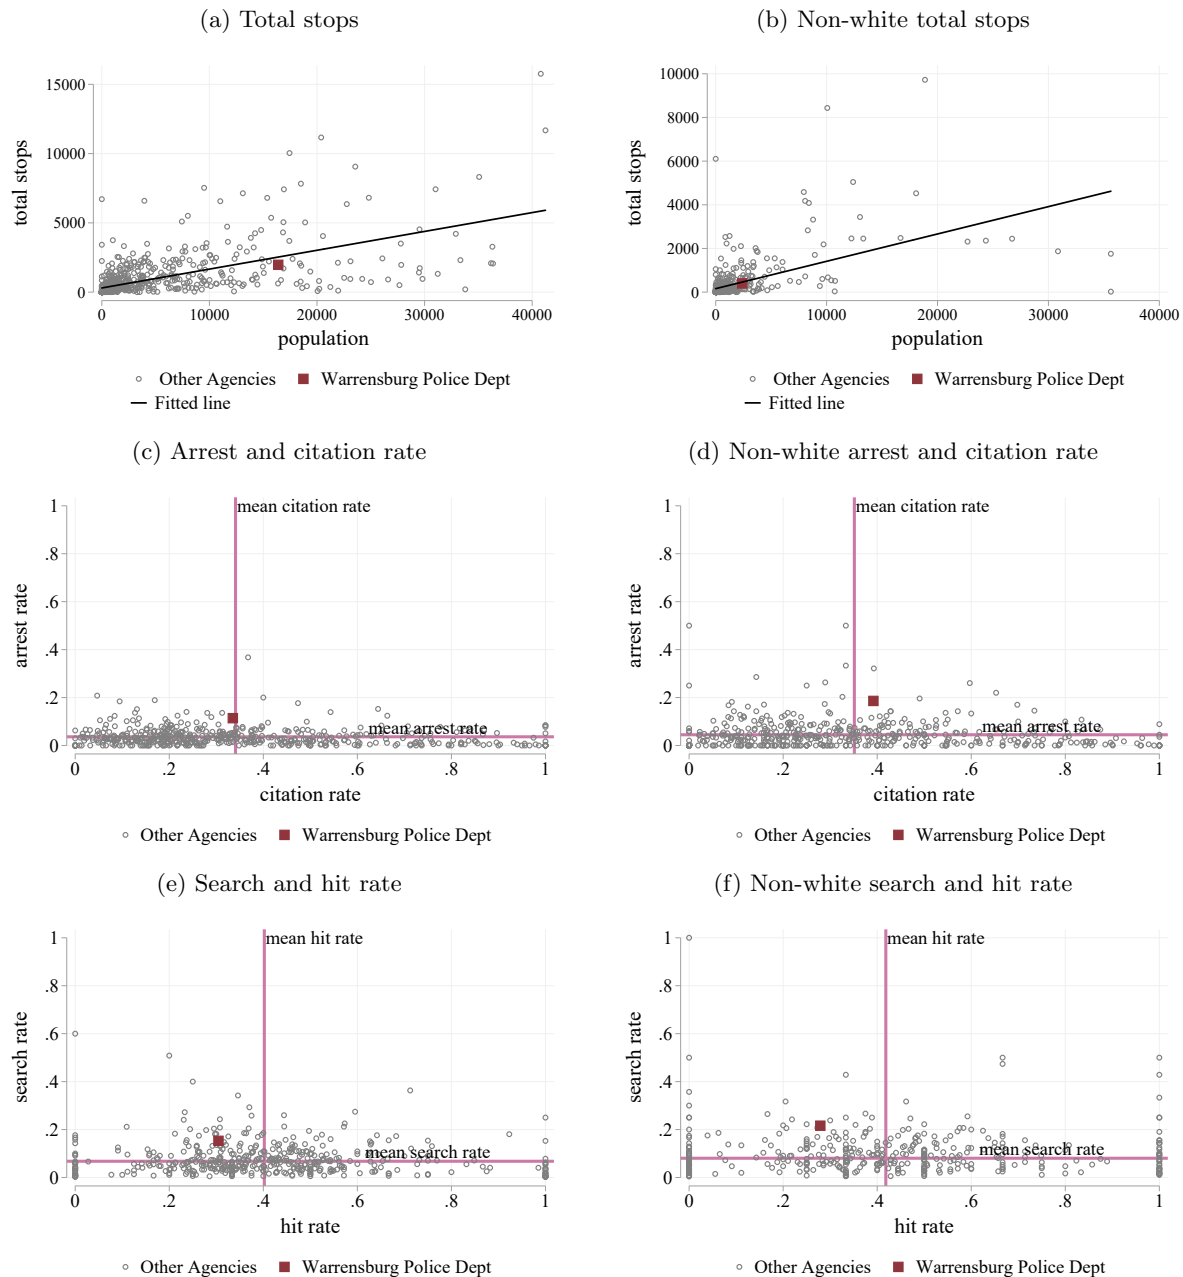 (a) Total stops
(b) Non-white total stops
total stops
15000
10000
5000
0
0 10000 20000 30000 40000
population
Other Agencies Warrensburg Police Dept
Fitted line
total stops
10000
8000
6000
4000
2000
0
0 10000 20000 30000 40000
population
Other Agencies Warrensburg Police Dept
Fitted line
(c) Arrest and citation rate
(d) Non-white arrest and citation rate
arrest rate
1
.8
.6
.4
.2
0
mean citation rate
mean arrest rate
0 .2 .4 .6 .8 1
citation rate
Other Agencies Warrensburg Police Dept
arrest rate
1
.8
.6
.4
.2
0
mean citation rate
mean arrest rate
0 .2 .4 .6 .8 1
citation rate
Other Agencies Warrensburg Police Dept
(e) Search and hit rate
(f) Non-white search and hit rate
search rate
1
.8
.6
.4
.2
0
mean hit rate
mean search rate
0 .2 .4 .6 .8 1
hit rate
Other Agencies Warrensburg Police Dept
search rate
1
.8
.6
.4
.2
0
mean hit rate
mean search rate
0 .2 .4 .6 .8 1
hit rate
Other Agencies Warrensburg Police Dept